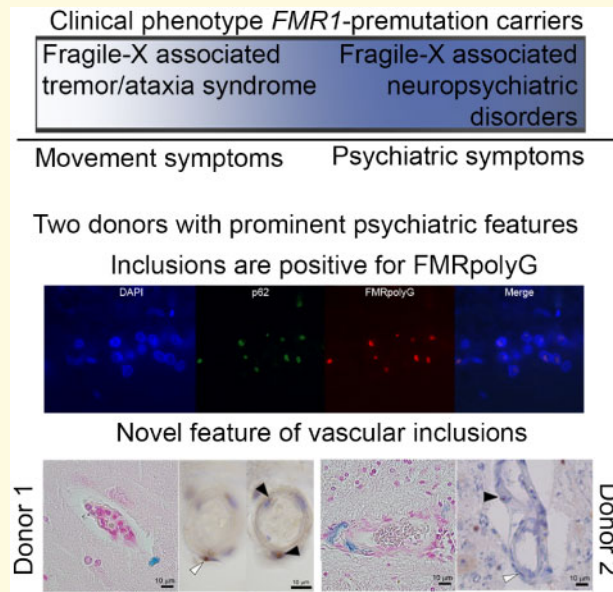 Clinical phenotype FMR1-premutation carriers
Fragile-X associated
tremor/ataxia syndrome
Fragile-X associated
neuropsychiatric
disorders
Movement symptoms
Psychiatric symptoms
Two donors with prominent psychiatric features
Inclusions are positive for FMRpolyG
DAPI
p62
FMRpolyG
Merge
Novel feature of vascular inclusions
Donor 1
10 µm
10 µm
10 µm
10 µm
Donor 2